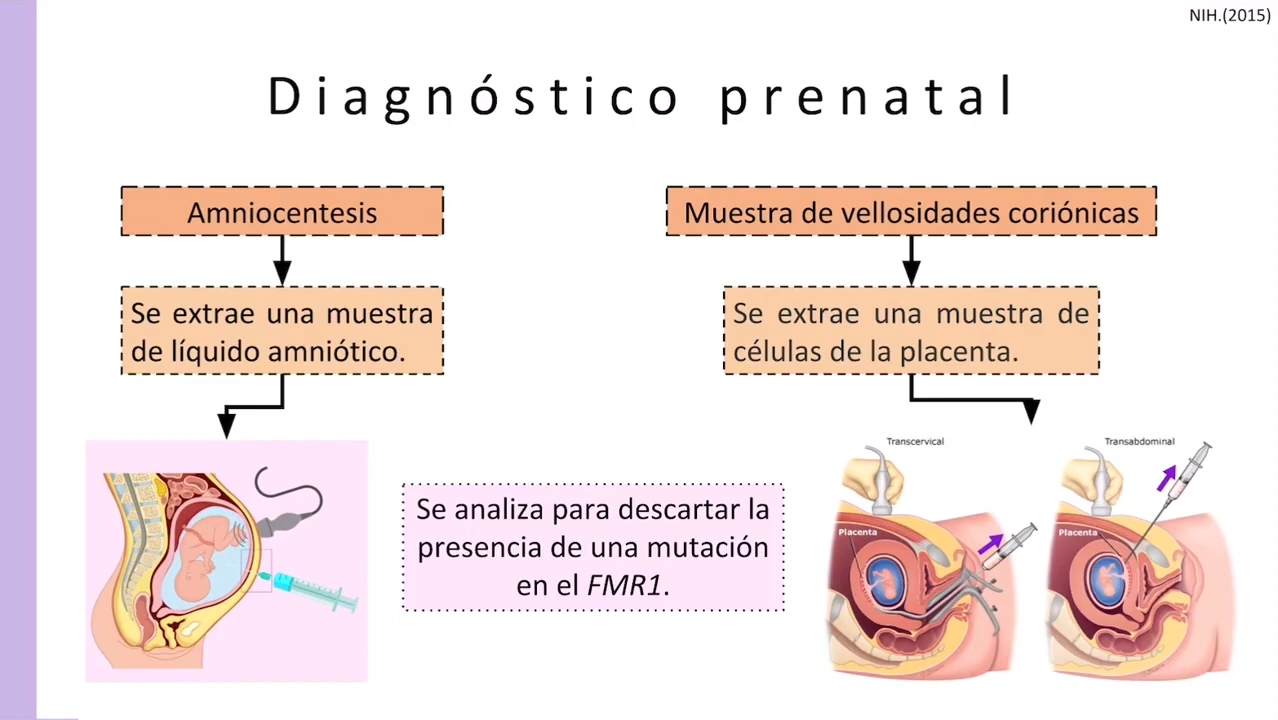 NIH.(2015)
Diagnóstico prenatal
Amniocentesis
Se extrae una muestra
de líquido amniótico.
Muestra de vellosidades coriónicas
Se extrae una muestra de
células de la placenta.
Se analiza para descartar la
presencia de una mutación
en el FMR1.
Transcervical
Placenta
Transabdominal
Placenta